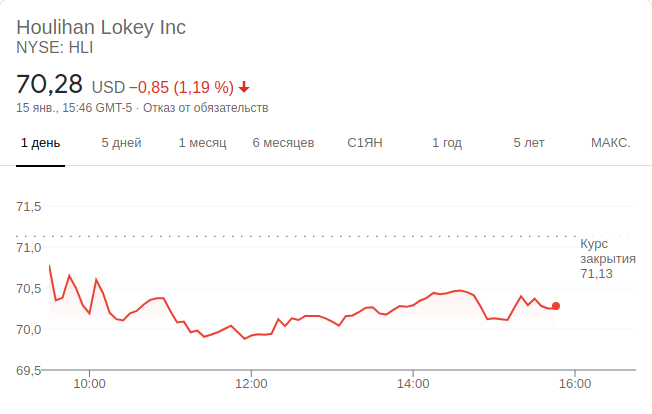 Houlihan Lokey Inc
NYSE: HLI
70,28 USD −0,85 (1,19 %)
15 янв., 15:46 GMT-5 · Отказ от обязательств
1 день 5 дней 1 месяц 6 месяцев С1ЯН 1 год 5 лет МАКС.
71,5
71,0
70,5
70,0
69,5
Курс
закрытия
71,13
10:00 12:00 14:00 16:00